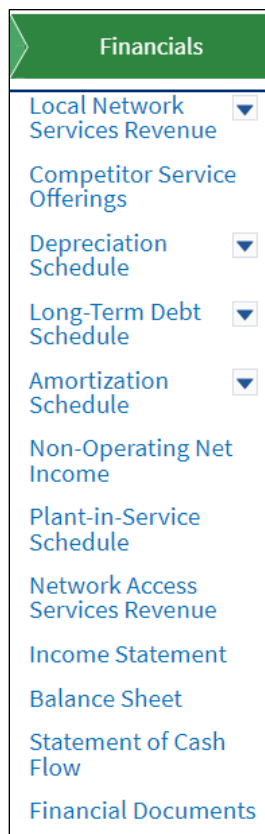 Financials
Local Network
Services Revenue
Competitor Service
Offerings
Depreciation
Schedule
Long-Term Debt
Schedule
Amortization
Schedule
Non-Operating Net
Income
Plant-in-Service
Schedule
Network Access
Services Revenue
Income Statement
Balance Sheet
Statement of Cash
Flow
Financial Documents